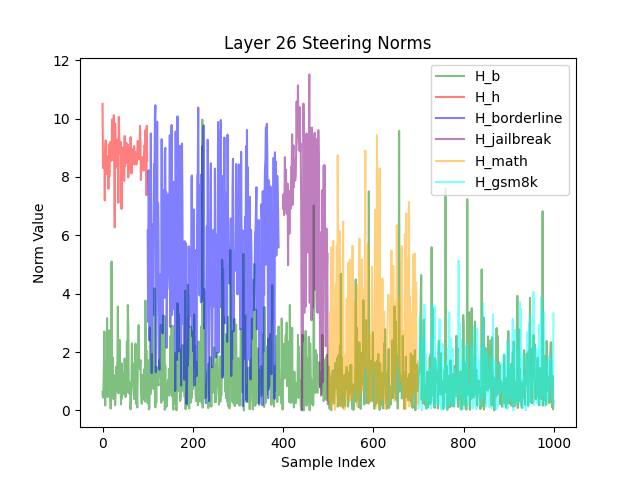 Layer 26 Steering Norms
12
10
8
6
4
2
0
Norm Value
0 200 400 600 800 1000
Sample Index
H_b
H_h
H_borderline
H_jailbreak
H_math
H_gsm8k